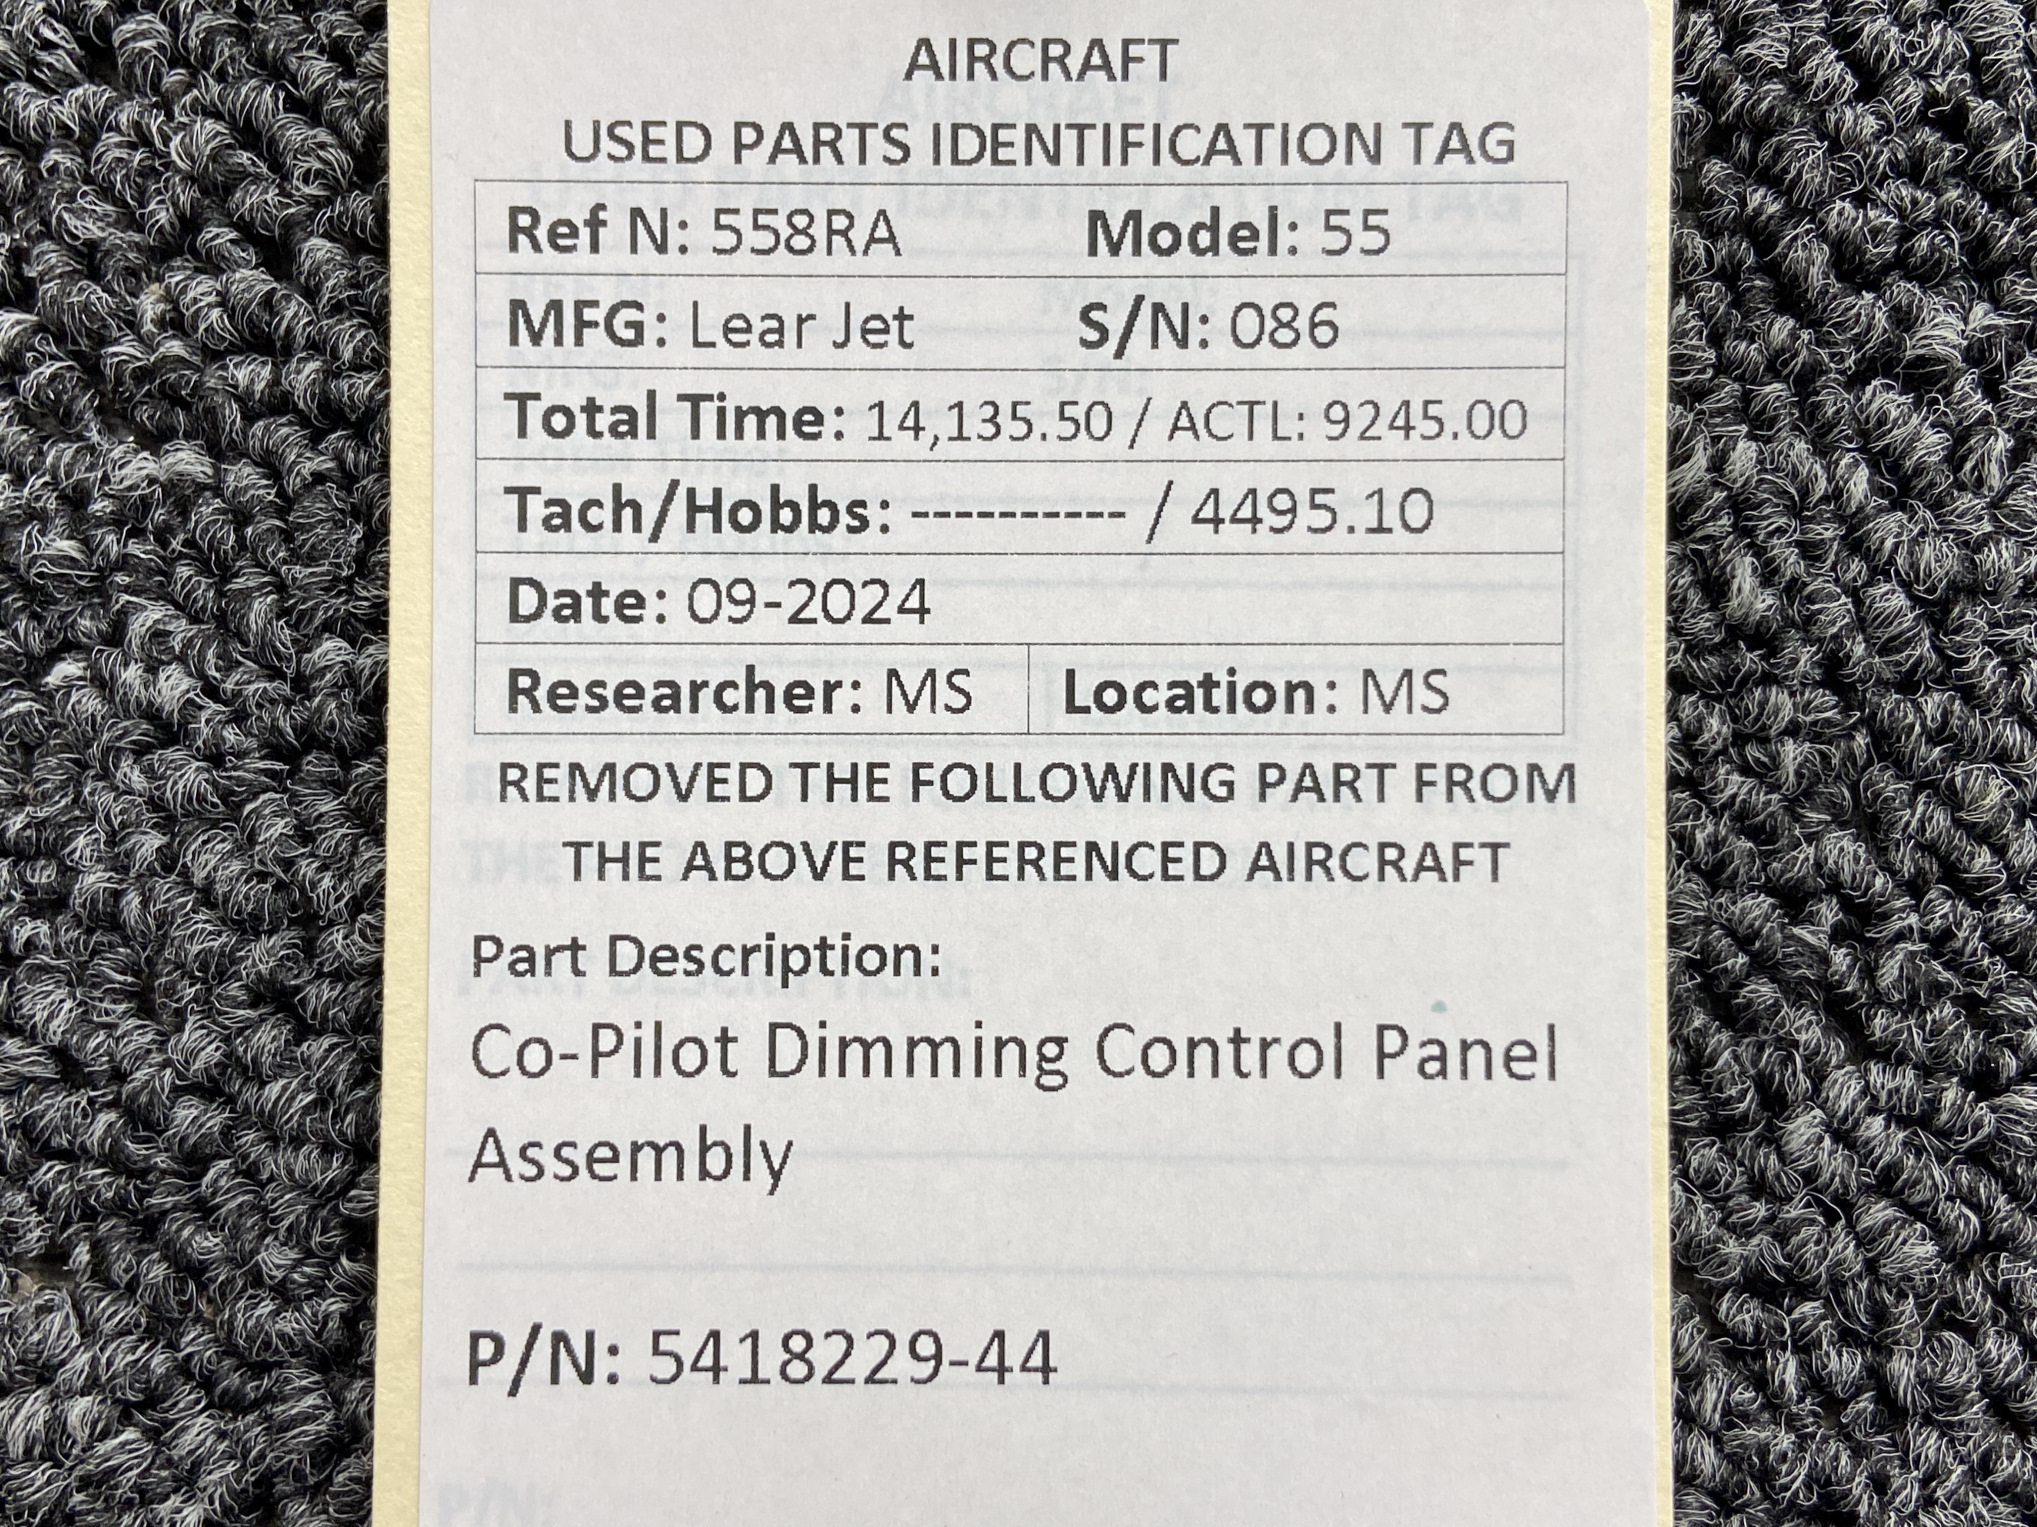 AIRCRAFT
USED PARTS IDENTIFICATION TAG
Ref N: 558RA Model: 55
MFG: Lear Jet S/N: 086
Total Time: 14,135.50 / ACTL: 9245.00
Tach/Hobbs: ---------- / 4495.10
Date: 09-2024
Researcher: MS Location: MS
REMOVED THE FOLLOWING PART FROM
THE ABOVE REFERENCED AIRCRAFT
Part Description:
Co-Pilot Dimming Control Panel
Assembly
P/N: 5418229-44